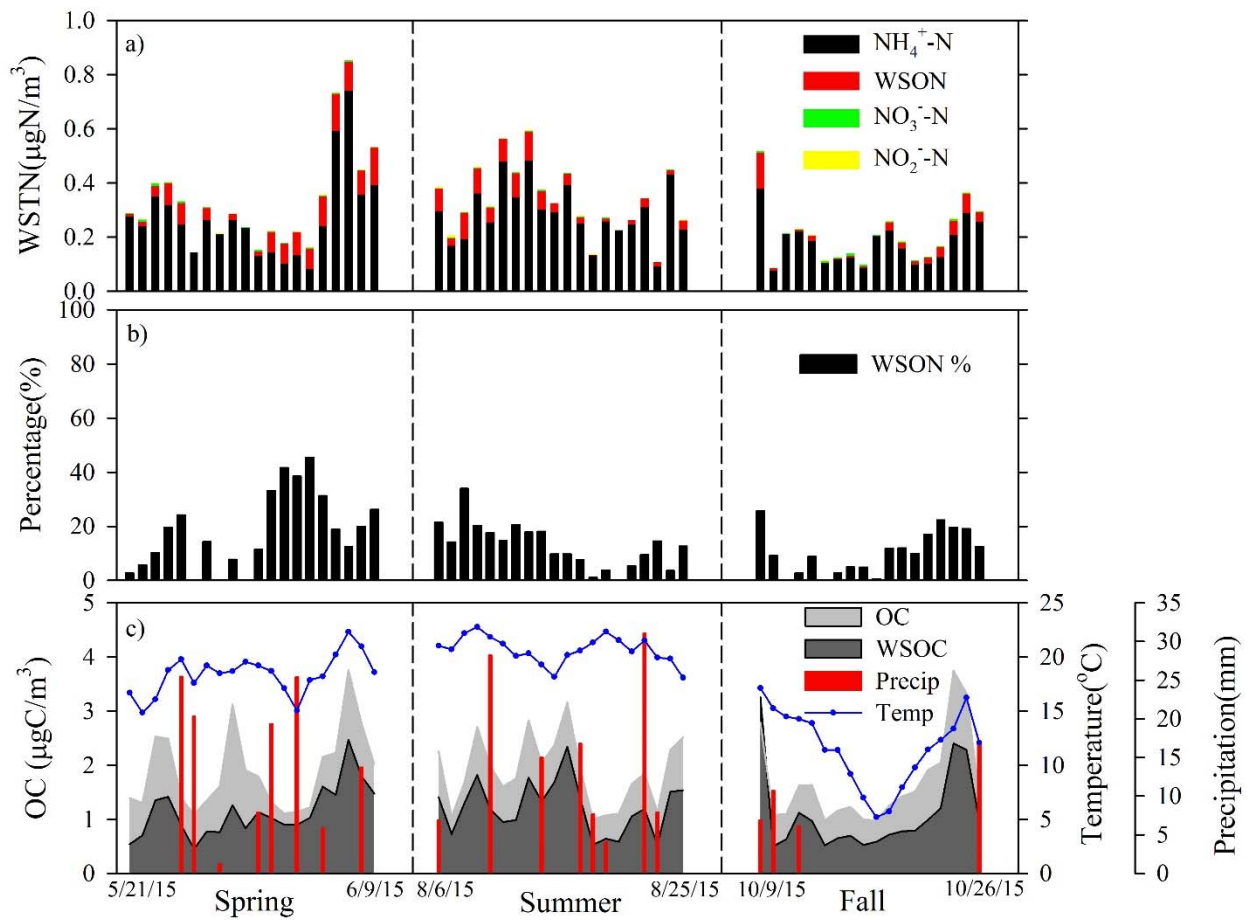 a)
WSTN(µgN/m³)
1.0
0.8
0.6
0.4
0.2
0.0
NH₄⁺-N
WSON
NO₃⁻-N
NO₂⁻-N
b)
Percentage(%)
100
80
60
40
20
0
WSON %
c)
OC (µgC/m³)
5
4
3
2
1
0
OC
WSOC
Precip
Temp
25
20
15
10
5
0
Temperature(°C)
35
30
25
20
15
10
5
0
Precipitation(mm)
5/21/15 6/9/15 8/6/15 8/25/15 10/9/15 10/26/15
Spring Summer Fall